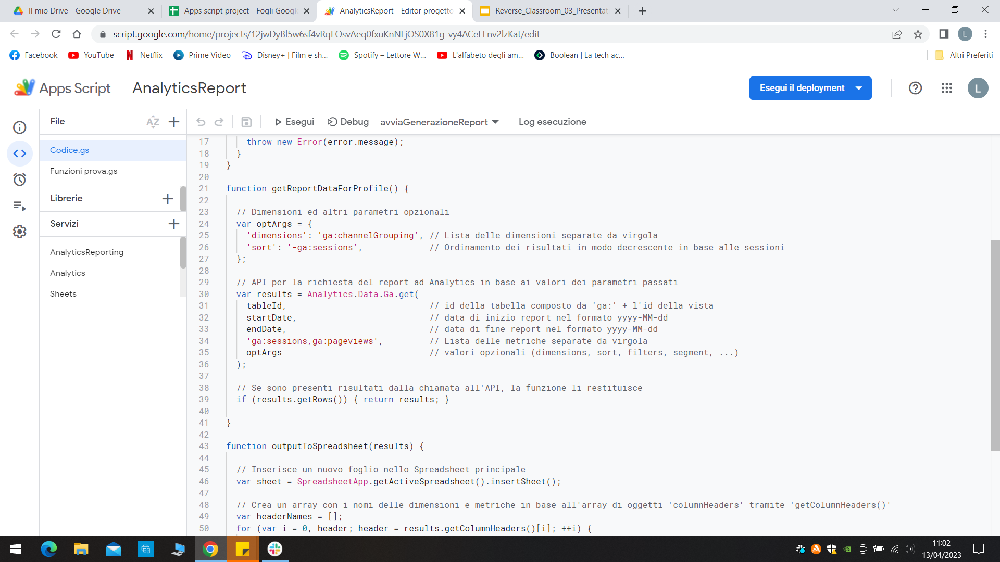 Il mio Drive - Google Drive
Apps script project - Fogli Google
AnalyticsReport - Editor progetto
Reverse_Classroom_03_Presentat
script.google.com/home/projects/12jwDyBl5w6sf4vRqEOsvAeq0fxuKnNFjOS0X81g_vy4ACeFFnv2lzKat/edit
L
Facebook
YouTube
Netflix
Prime Video
Disney+ | Film e sh...
Spotify – Lettore W...
L'alfabeto degli am...
Boolean | La tech ac...
Altri Preferiti
Apps Script
AnalyticsReport
Esegui il deployment
L
File
AZ
Esegui
Debug
avviaGenerazioneReport
Log esecuzione
Codice.gs
Funzioni prova.gs
Librerie
Servizi
AnalyticsReporting
Analytics
Sheets
17 throw new Error(error.message);
18 }
19 }
20
21 function getReportDataForProfile() {
22
23 // Dimensioni ed altri parametri opzionali
24 var optArgs = {
25 'dimensions': 'ga:channelGrouping', // Lista delle dimensioni separate da virgola
26 'sort': '-ga:sessions', // Ordinamento dei risultati in modo decrescente in base alle sessioni
27 };
28
29 // API per la richiesta del report ad Analytics in base ai valori dei parametri passati
30 var results = Analytics.Data.Ga.get(
31 tableId, // id della tabella composto da 'ga:' + l'id della vista
32 startDate, // data di inizio report nel formato yyyy-MM-dd
33 endDate, // data di fine report nel formato yyyy-MM-dd
34 'ga:sessions,ga:pageviews', // Lista delle metriche separate da virgola
35 optArgs // valori opzionali (dimensions, sort, filters, segment, ...)
36 );
37
38 // Se sono presenti risultati dalla chiamata all'API, la funzione li restituisce
39 if (results.getRows()) { return results; }
40
41 }
42
43 function outputToSpreadsheet(results) {
44
45 // Inserisce un nuovo foglio nello Spreadsheet principale
46 var sheet = SpreadsheetApp.getActiveSpreadsheet().insertSheet();
47
48 // Crea un array con i nomi delle dimensioni e metriche in base all'array di oggetti 'columnHeaders' tramite 'getColumnHeaders()'
49 var headerNames = [];
50 for (var i = 0, header; header = results.getColumnHeaders()[i]; ++i) {
11:02
13/04/2023